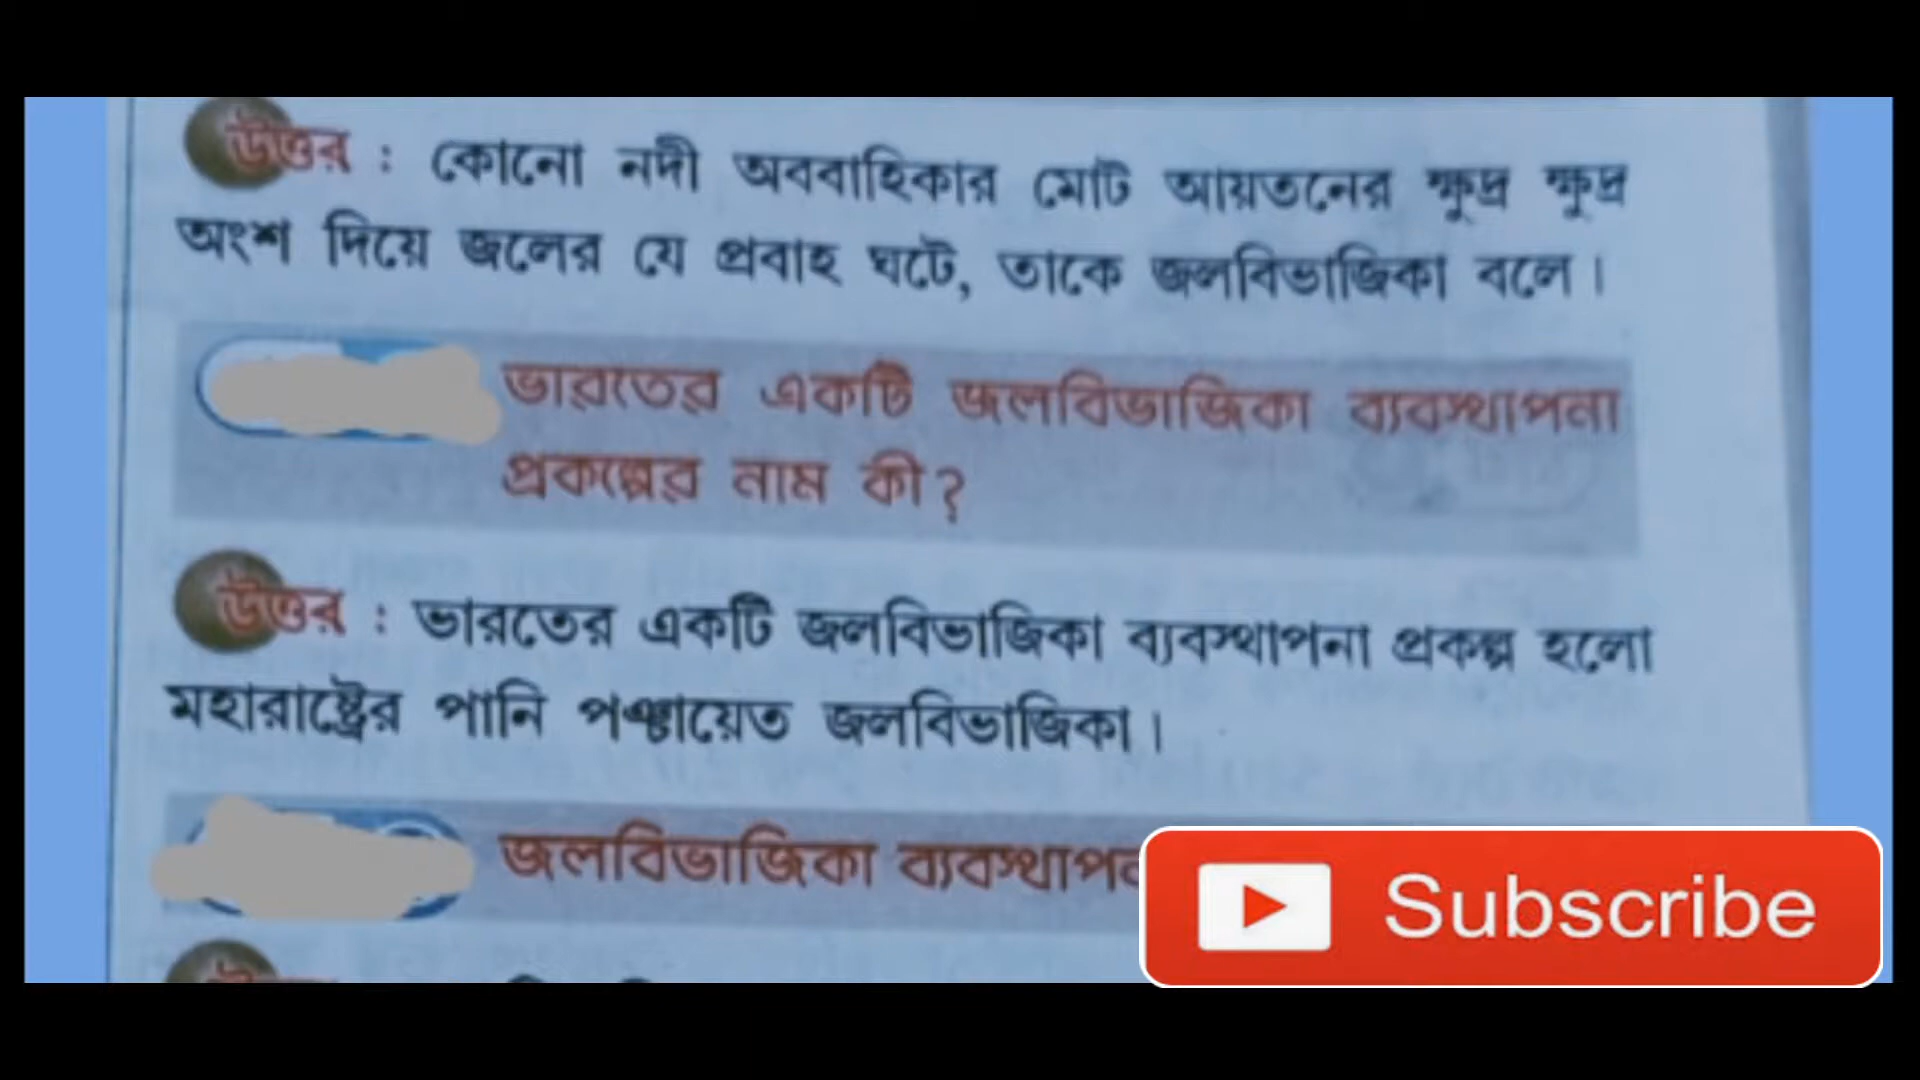 উত্তর : কোনো নদী অববাহিকার মোট আয়তনের ক্ষুদ্র ক্ষুদ্র
অংশ দিয়ে জলের যে প্রবাহ ঘটে, তাকে জলবিভাজিকা বলে।
ভারতের একটি জলবিভাজিকা ব্যবস্থাপনা
প্রকল্পের নাম কী?
উত্তর : ভারতের একটি জলবিভাজিকা ব্যবস্থাপনা প্রকল্প হলো
মহারাষ্ট্রের পানি পঞ্চায়েত জলবিভাজিকা।
জলবিভাজিকা
Subscribe